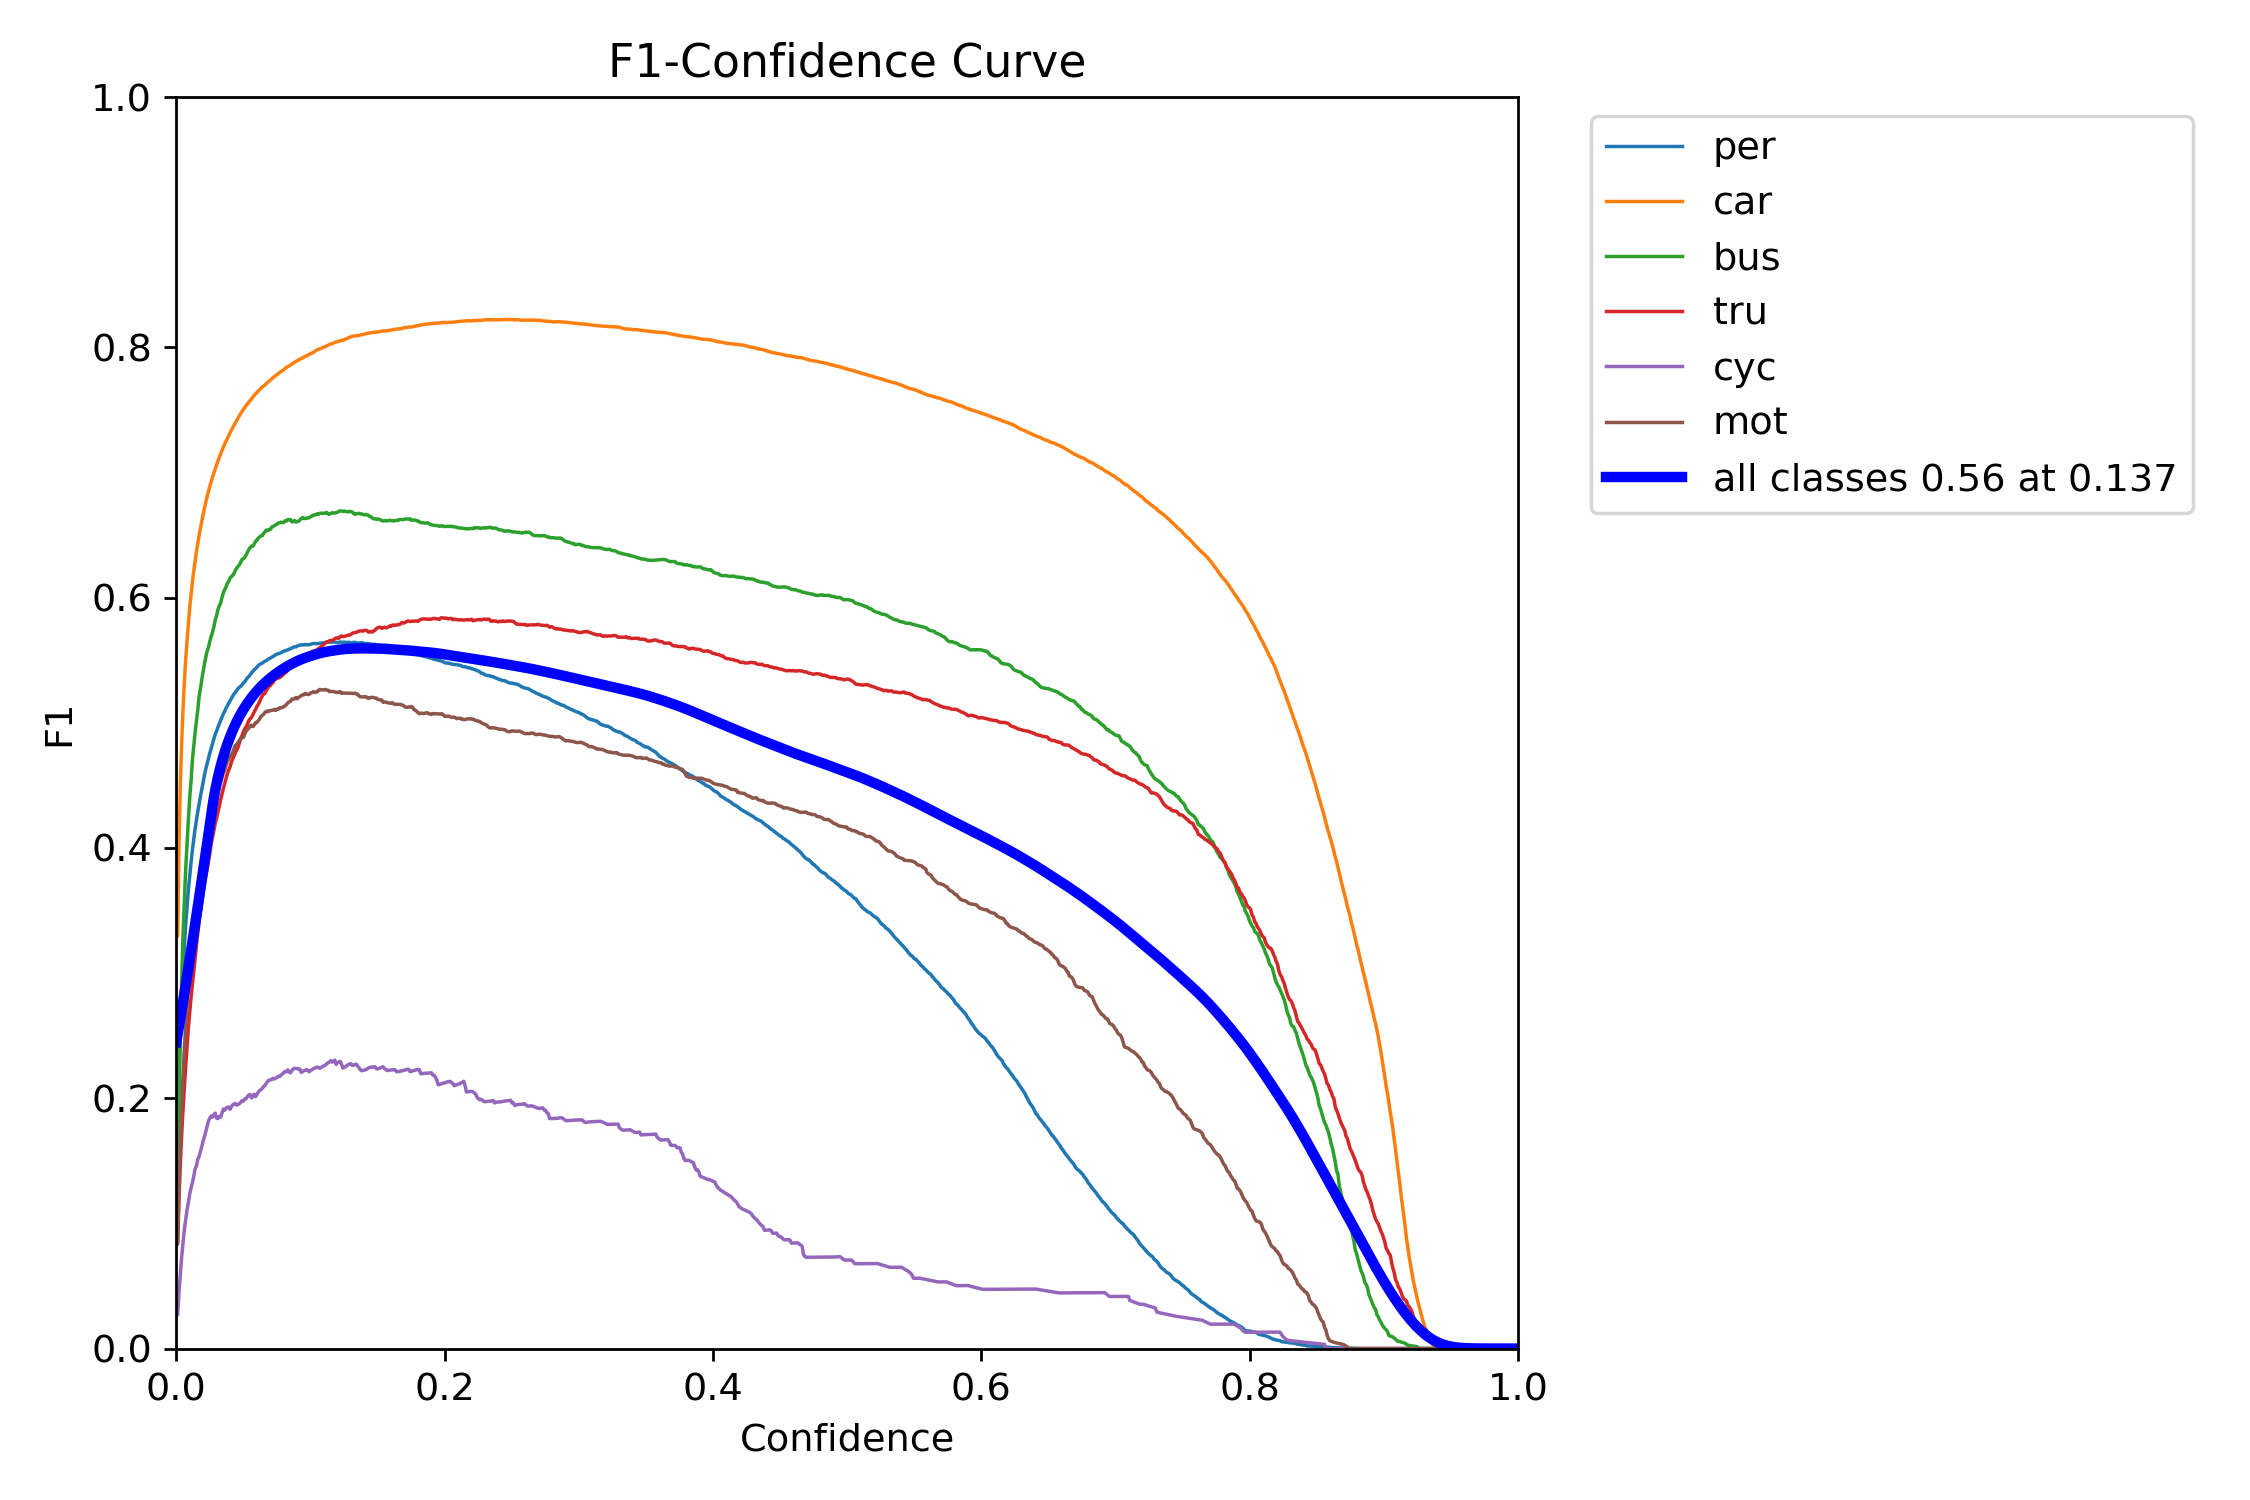 F1-Confidence Curve
1.0
0.8
0.6
0.4
0.2
0.0
F1
0.0 0.2 0.4 0.6 0.8 1.0
Confidence
per
car
bus
tru
cyc
mot
all classes 0.56 at 0.137